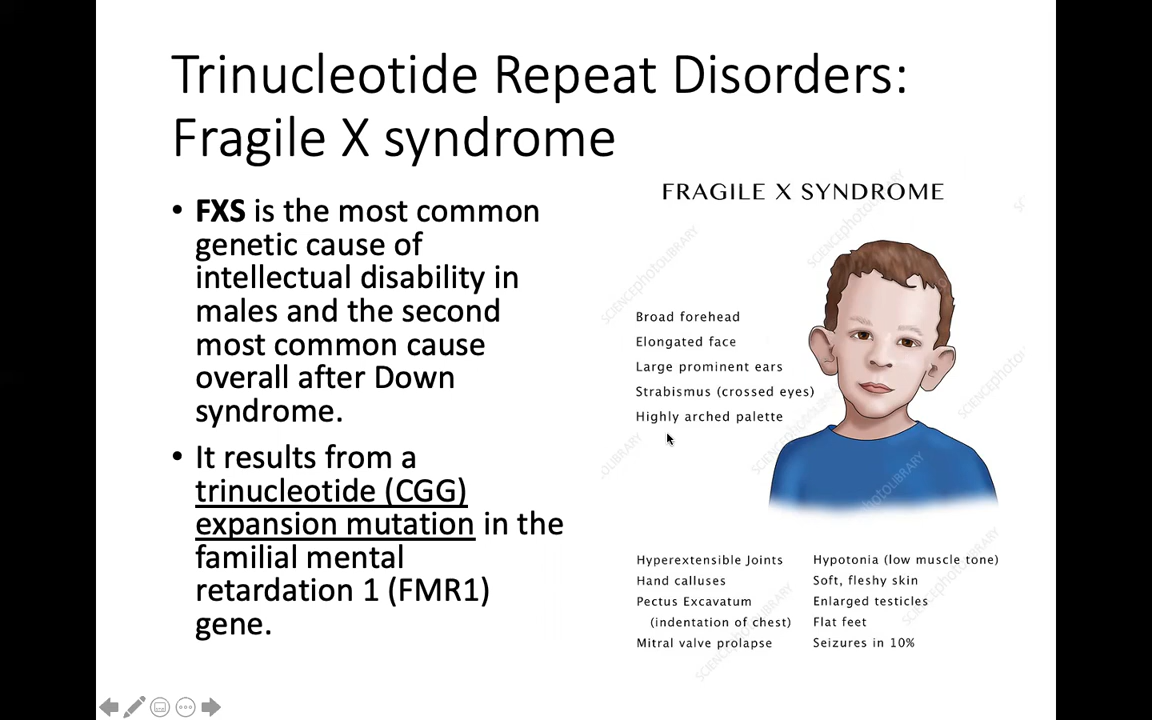 Trinucleotide Repeat Disorders:
Fragile X syndrome
• FXS is the most common
genetic cause of
intellectual disability in
males and the second
most common cause
overall after Down
syndrome.
• It results from a
trinucleotide (CGG)
expansion mutation in the
familial mental
retardation 1 (FMR1)
gene.
FRAGILE X SYNDROME
Broad forehead
Elongated face
Large prominent ears
Strabismus (crossed eyes)
Highly arched palette
Hyperextensible Joints
Hand calluses
Pectus Excavatum
(indentation of chest)
Mitral valve prolapse
Hypotonia (low muscle tone)
Soft, fleshy skin
Enlarged testicles
Flat feet
Seizures in 10%
SCIENCEphotoLIBRARY
SCIENCEphotoLIBRARY